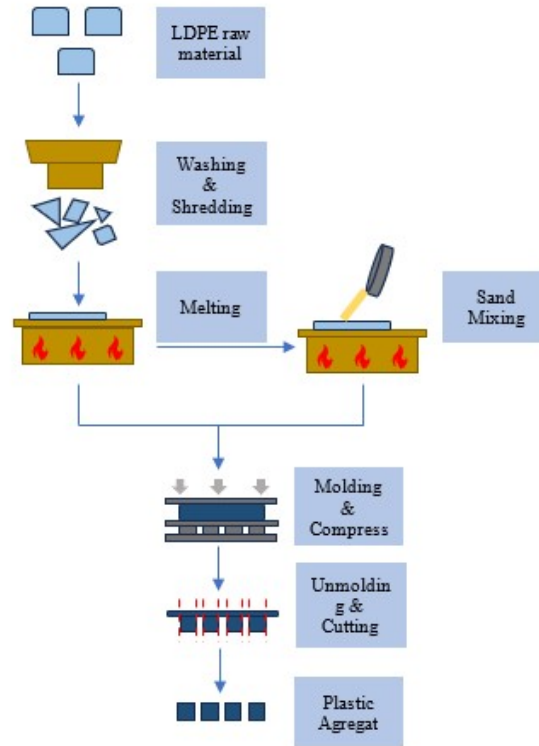 LDPE raw
material
Washing
&
Shredding
Melting
Sand
Mixing
Molding
&
Compress
Unmoldin
g &
Cutting
Plastic
Agregat